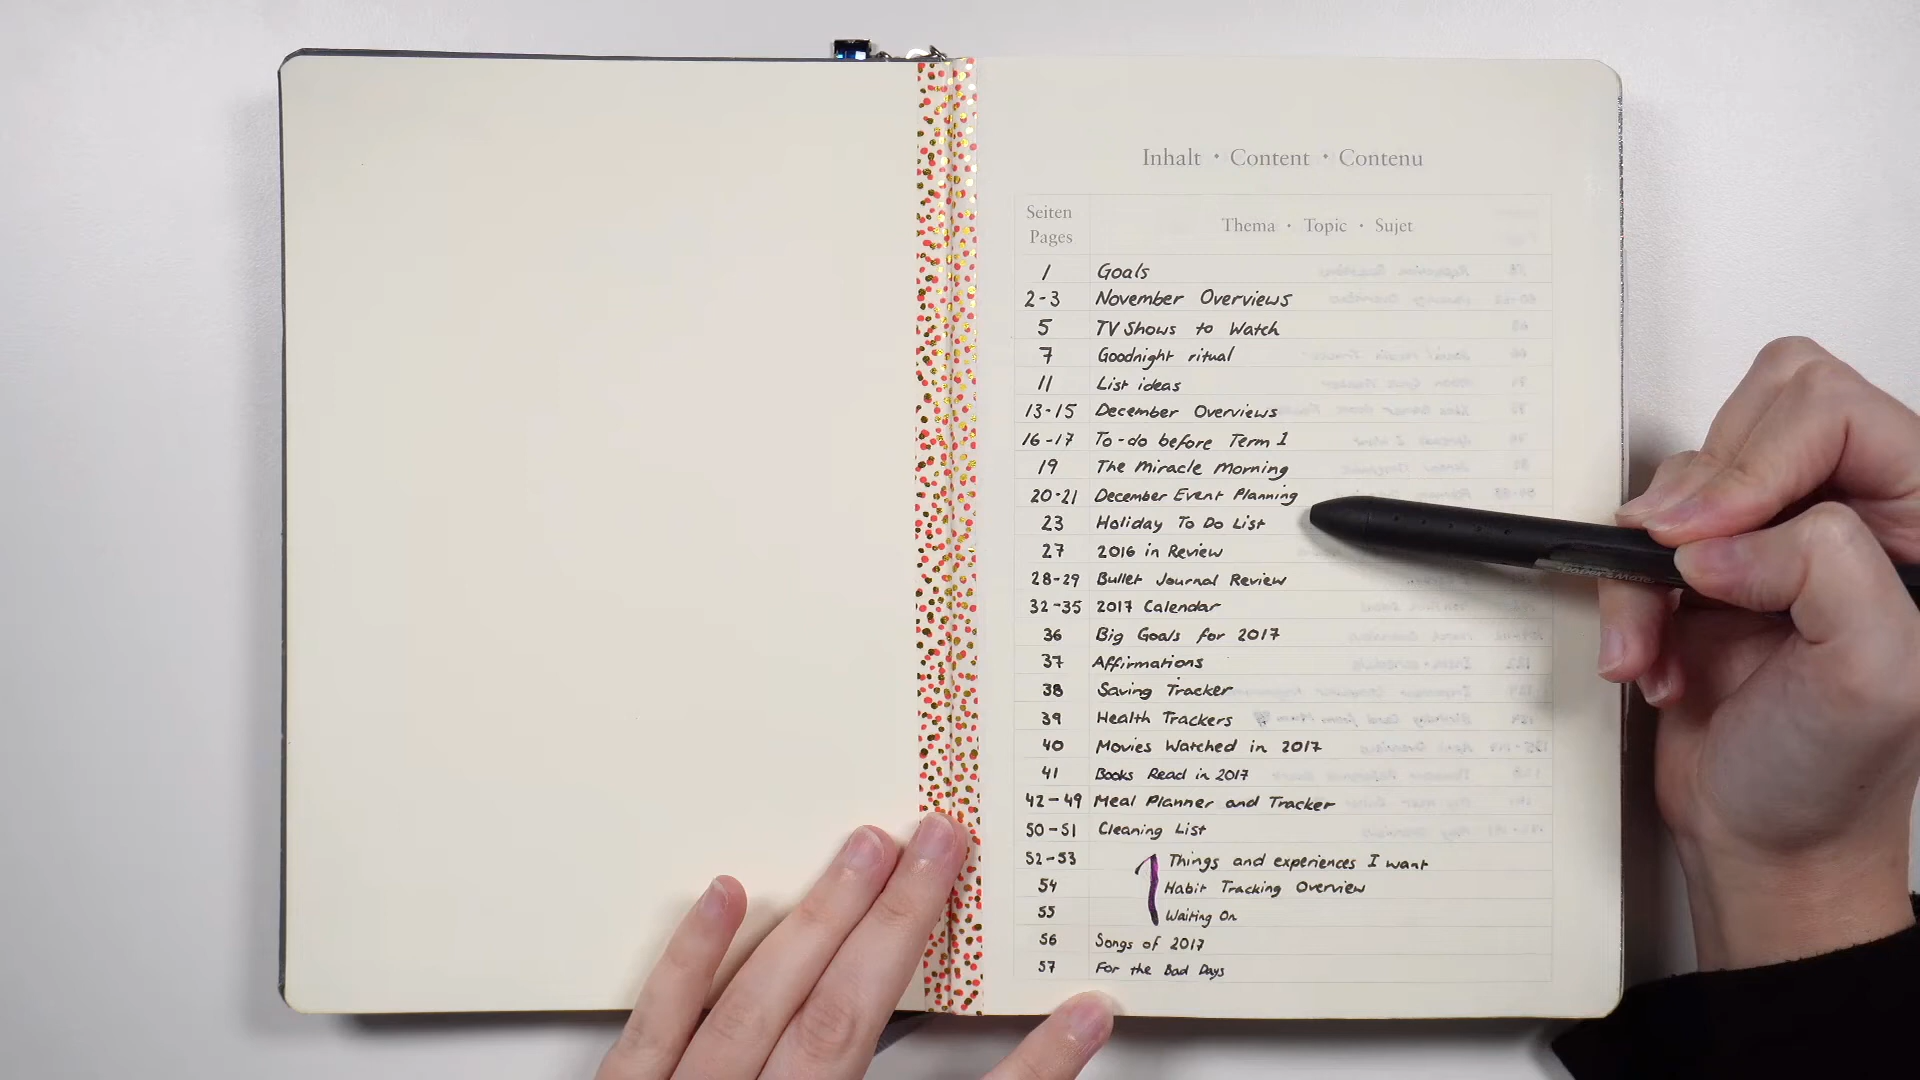 Inhalt • Content • Contenu
Seiten
Pages
Thema • Topic • Sujet
1 Goals
2-3 November Overviews
5 TV Shows to Watch
7 Goodnight ritual
11 List ideas
13-15 December Overviews
16-17 To-do before Term 1
19 The Miracle Morning
20-21 December Event Planning
23 Holiday To Do List
27 2016 in Review
28-29 Bullet Journal Review
32-35 2017 Calendar
36 Big Goals for 2017
37 Affirmations
38 Saving Tracker
39 Health Trackers
40 Movies Watched in 2017
41 Books Read in 2017
42-49 Meal Planner and Tracker
50-51 Cleaning List
52-53 Things and experiences I want
54 Habit Tracking Overview
55 Waiting On
56 Songs of 2017
57 For the Bad Days